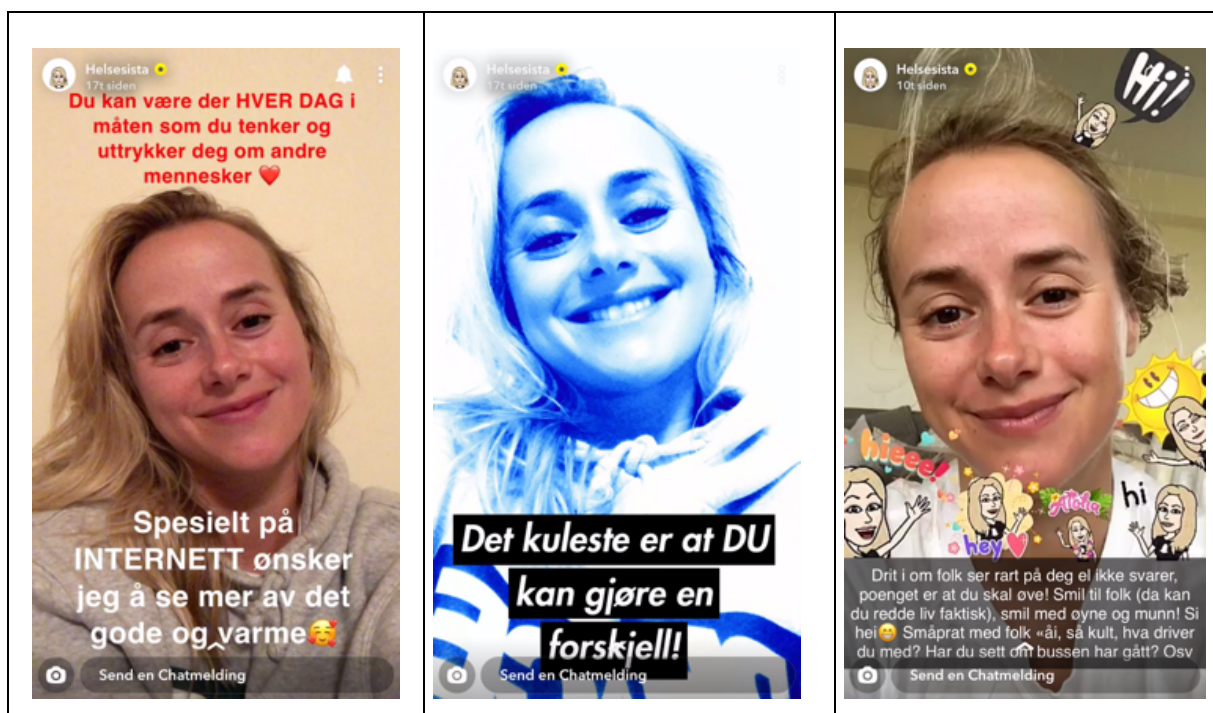 Helsesista
17t siden
Du kan være der HVER DAG i
måten som du tenker og
uttrykker deg om andre
mennesker ❤️
Spesielt på
INTERNETT ønsker
jeg å se mer av det
gode og varme🥰
Send en Chatmelding
Helsesista
17t siden
Det kuleste er at DU
kan gjøre en
forskjell!
Send en Chatmelding
Helsesista
10t siden
Hi!
hieee!
hey
Aloha
hi
Drit i om folk ser rart på deg el ikke svarer,
poenget er at du skal øve! Smil til folk (da kan
du redde liv faktisk), smil med øyne og munn! Si
hei😁 Småprat med folk «åi, så kult, hva driver
du med? Har du sett om bussen har gått? Osv
Send en Chatmelding